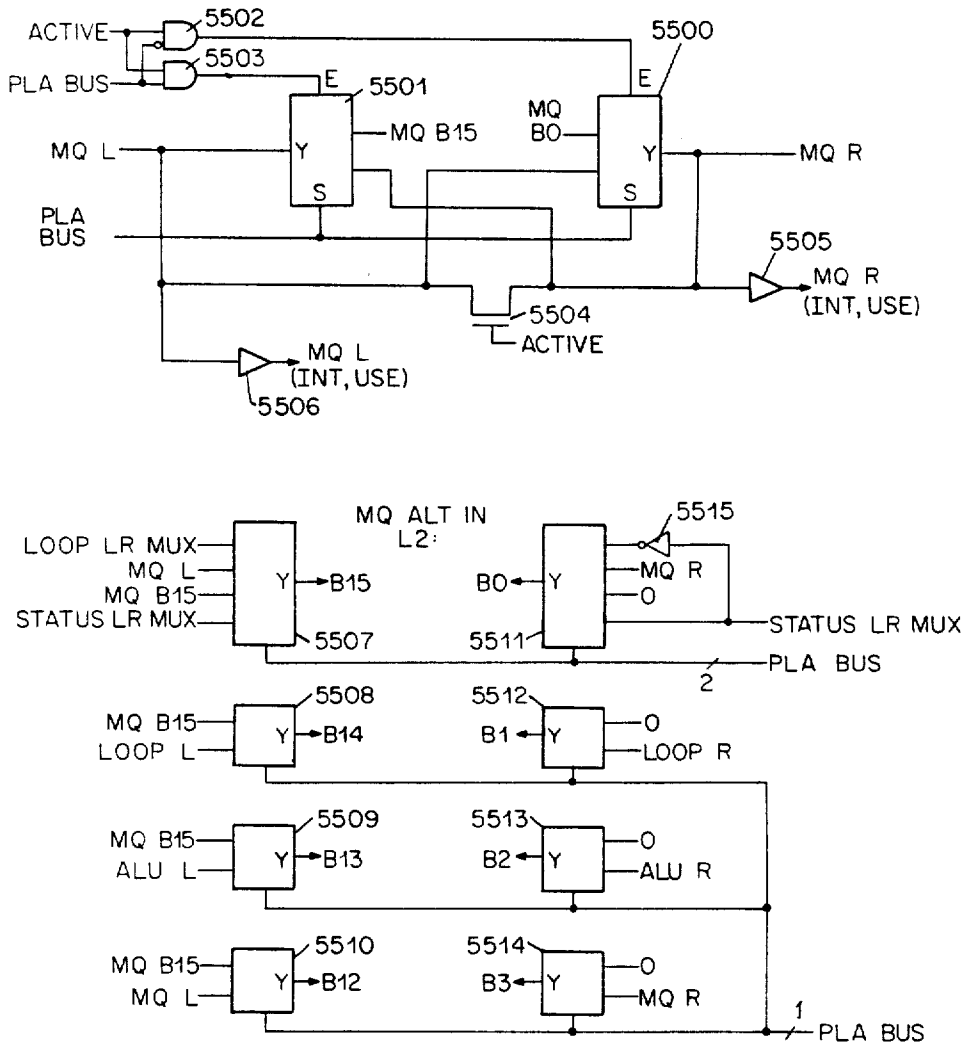 ACTIVE
5502
5503
5500
PLA BUS
E
5501
E
MQ B15
MQ
B0
MQ L
Y
Y
MQ R
S
S
PLA
BUS
5505
MQ R
(INT, USE)
5504
ACTIVE
MQ L
(INT, USE)
5506
MQ ALT IN
L2:
5515
LOOP LR MUX
MQ L
MQ B15
STATUS LR MUX
Y
B15
5507
B0
Y
MQ R
0
5511
STATUS LR MUX
2
PLA BUS
5508
5512
MQ B15
LOOP L
Y
B14
B1
Y
0
LOOP R
5509
5513
MQ B15
ALU L
Y
B13
B2
Y
0
ALU R
5510
5514
MQ B15
MQ L
Y
B12
B3
Y
0
MQ R
1
PLA BUS